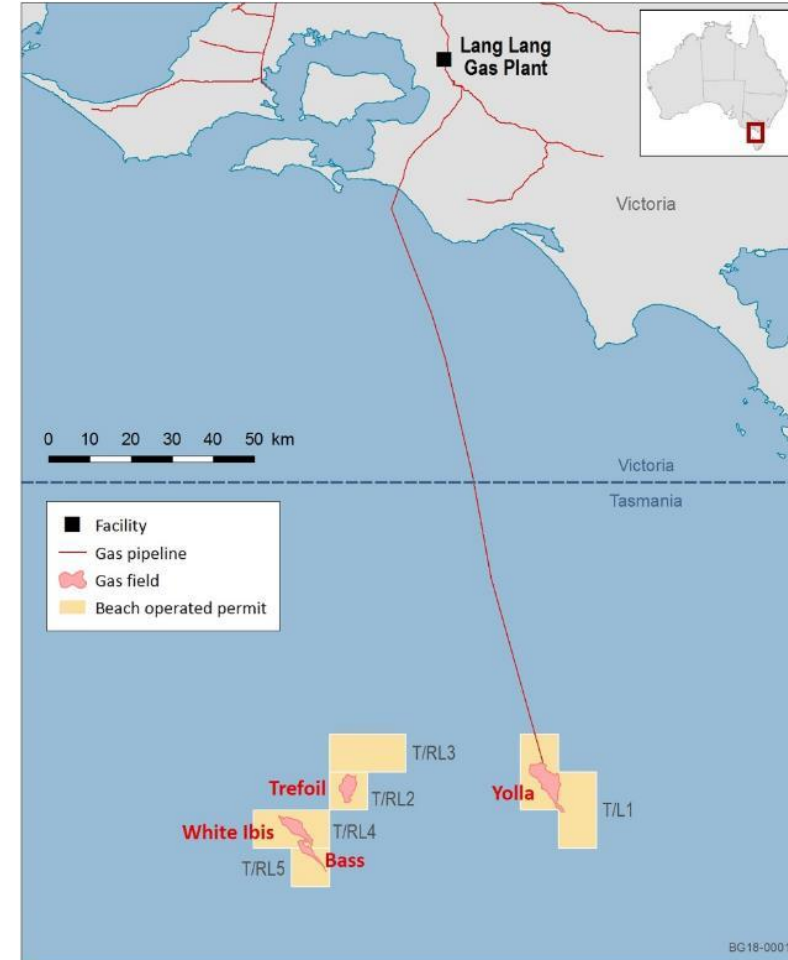 Lang Lang
Gas Plant
Victoria
0 10 20 30 40 50 km
Victoria
Tasmania
Facility
Gas pipeline
Gas field
Beach operated permit
T/RL3
Trefoil
T/RL2
Yolla
T/L1
White Ibis
T/RL4
T/RL5
Bass
BG18-0001